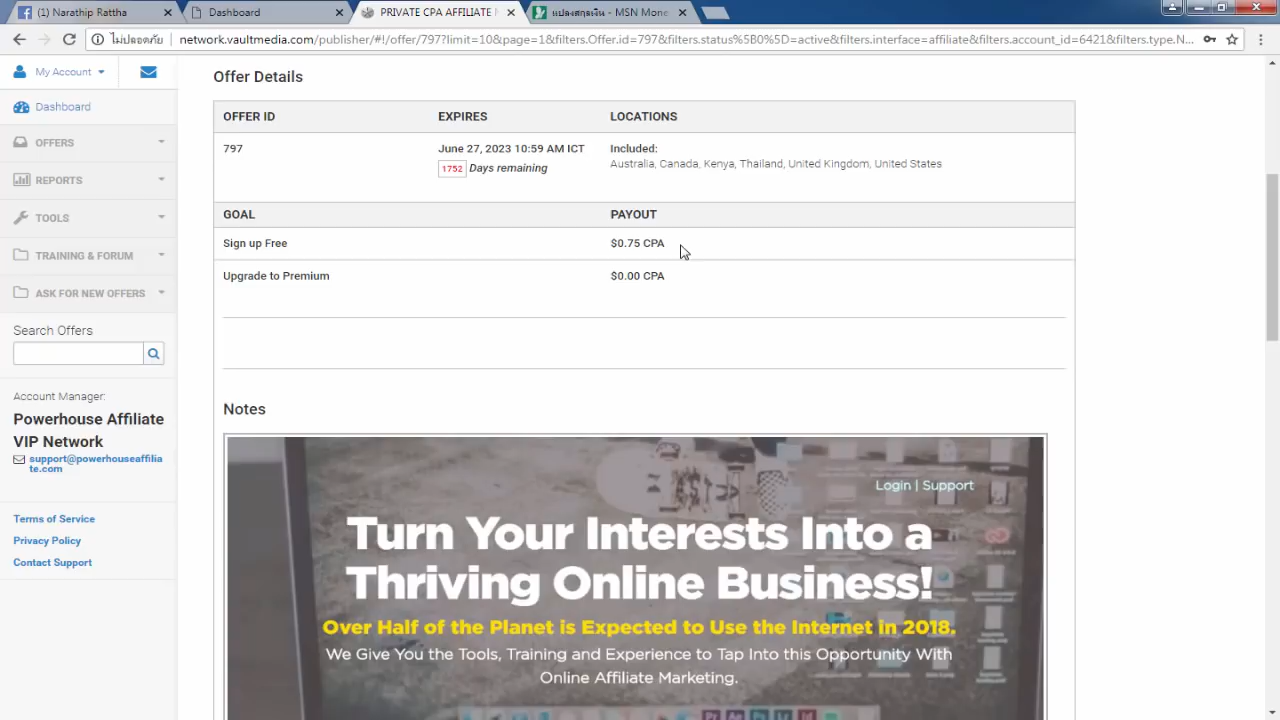 (1) Narathip Rattha
Dashboard
PRIVATE CPA AFFILIATE
แปลงสกุลเงิน - MSN Mone
ไม่ปลอดภัย
network.vaultmedia.com/publisher/#!/offer/797?limit=10&page=1&filters.Offer.id=797&filters.status%5B0%5D=active&filters.interface=affiliate&filters.account_id=6421&filters.type.N...
My Account
Dashboard
OFFERS
REPORTS
TOOLS
TRAINING & FORUM
ASK FOR NEW OFFERS
Search Offers
Account Manager:
Powerhouse Affiliate
VIP Network
support@powerhouseaffilia
te.com
Terms of Service
Privacy Policy
Contact Support
Offer Details
OFFER ID EXPIRES LOCATIONS
797 June 27, 2023 10:59 AM ICT Included:
1752 Days remaining Australia, Canada, Kenya, Thailand, United Kingdom, United States
GOAL PAYOUT
Sign up Free $0.75 CPA
Upgrade to Premium $0.00 CPA
Notes
Login | Support
Turn Your Interests Into a
Thriving Online Business!
Over Half of the Planet is Expected to Use the Internet in 2018.
We Give You the Tools, Training and Experience to Tap Into this Opportunity With
Online Affiliate Marketing.